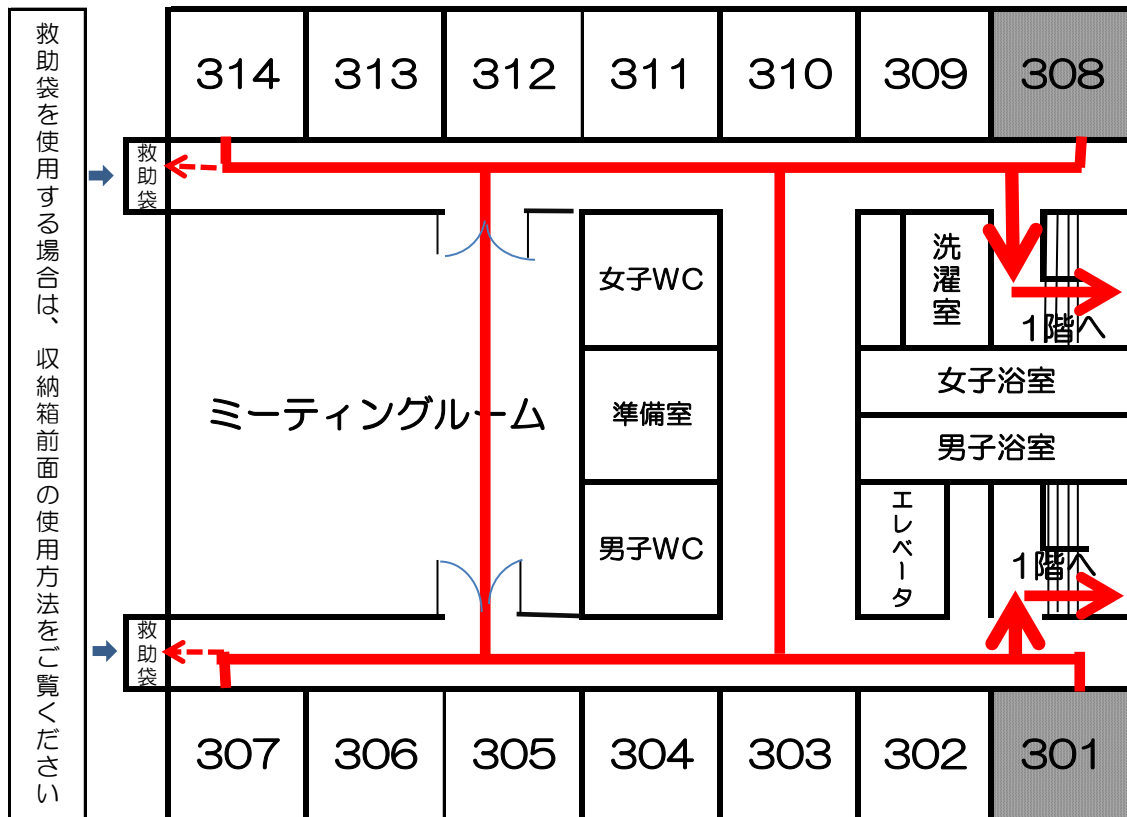 救助袋を使用する場合は、収納箱前面の使用方法をご覧ください
314
313
312
311
310
309
308
救助袋
女子WC
洗濯室
1階へ
女子浴室
ミーティングルーム
準備室
男子浴室
エレベータ
男子WC
1階へ
救助袋
307
306
305
304
303
302
301